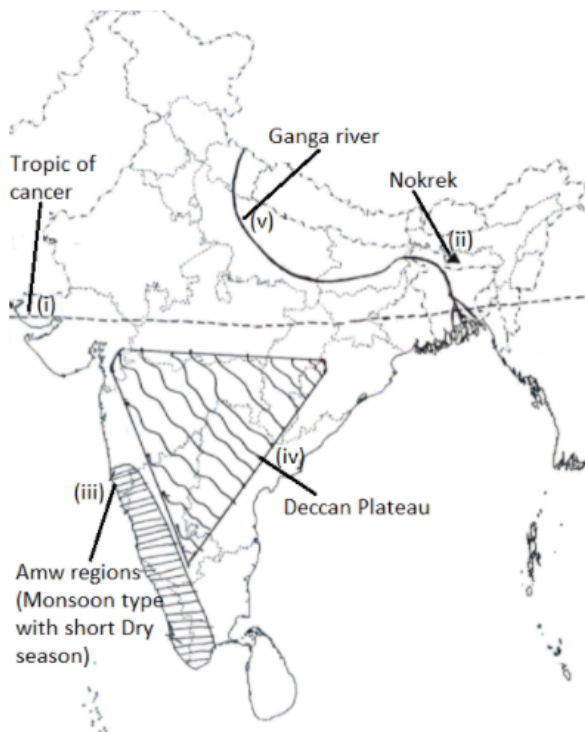 Ganga river
Tropic of
cancer
Nokrek
(v)
(ii)
(i)
(iv)
(iii)
Deccan Plateau
Amw regions
(Monsoon type
with short Dry
season)